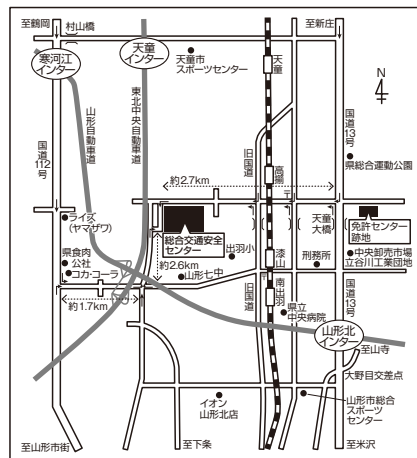 至鶴岡
村山橋
至新庄
寒河江
インター
天童
インター
天童市
スポーツセンター
天童
N
4
山形自動車道
東北中央自動車道
国道112号
国道13号
旧国道
高擶
県総合運動公園
約2.7km
〒
ライズ
(ヤマザワ)
総合交通安全
センター
出羽小
天童
大橋
免許センター
跡地
漆山
刑務所
中央卸売市場
立谷川工業団地
県食肉
公社
コカ・コーラ
約2.6km
山形七中
〒
約1.7km
旧国道
南出羽
県立
中央病院
国道13号
山形北
インター
至山寺
大野目交差点
イオン
山形北店
山形市総合
スポーツ
センター
至山形市街
至下条
至米沢